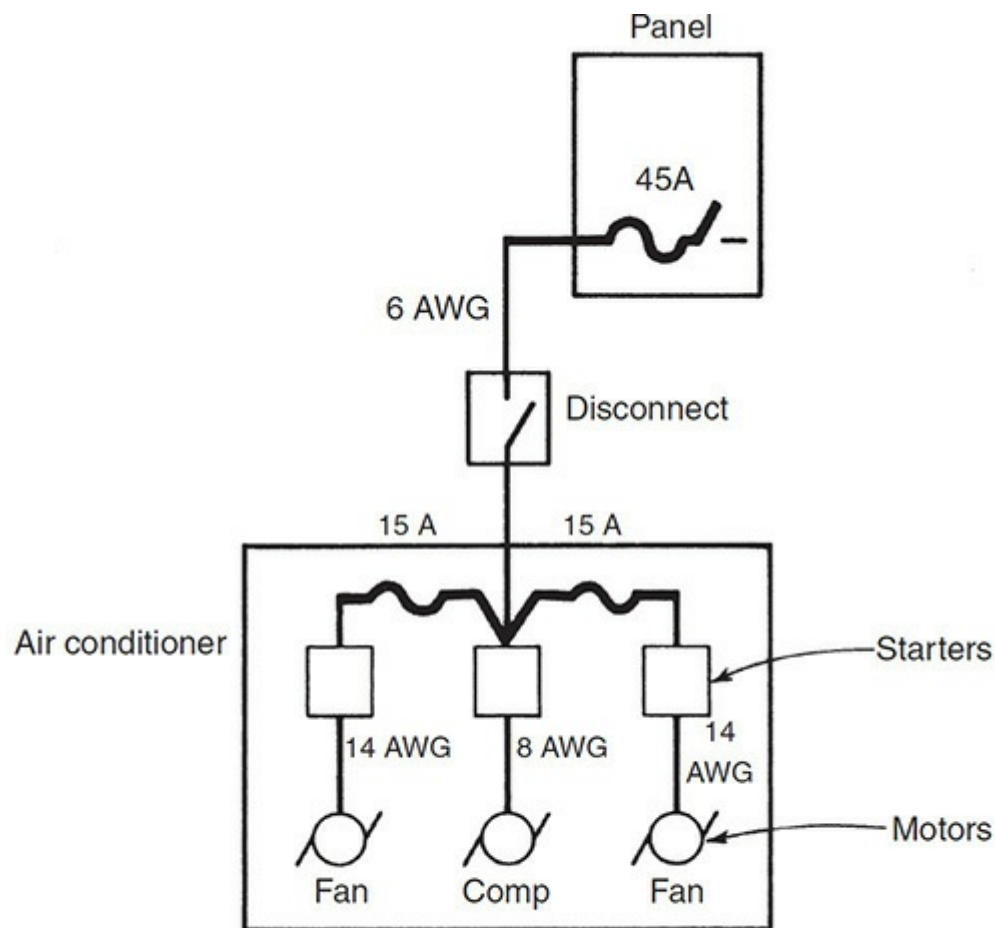 Panel
45A
6 AWG
Disconnect
15 A
15 A
Air conditioner
Starters
14 AWG
8 AWG
14
AWG
Motors
Fan
Comp
Fan